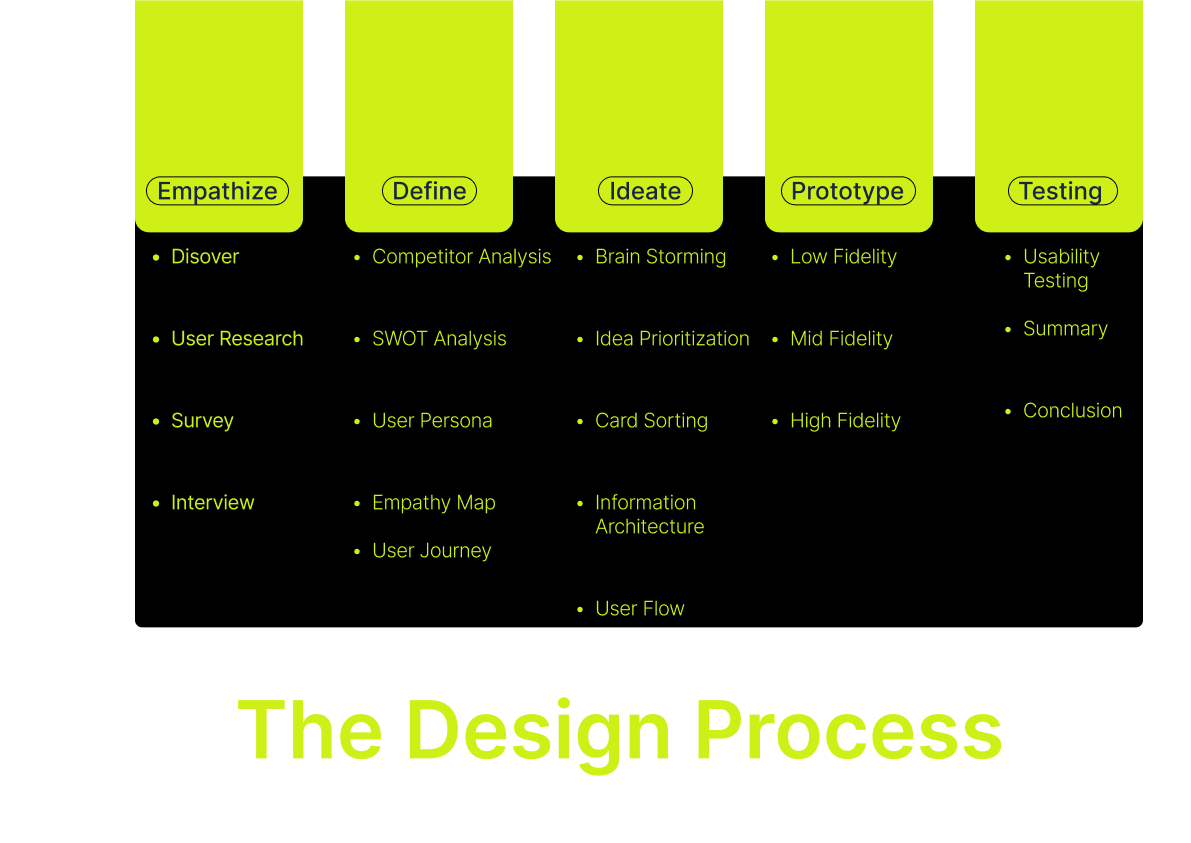 Empathize
Disover
User Research
Survey
Interview
Define
Competitor Analysis
SWOT Analysis
User Persona
Empathy Map
User Journey
Ideate
Brain Storming
Idea Prioritization
Card Sorting
Information
Architecture
User Flow
Prototype
Low Fidelity
Mid Fidelity
High Fidelity
Testing
Usability
Testing
Summary
Conclusion
The Design Process